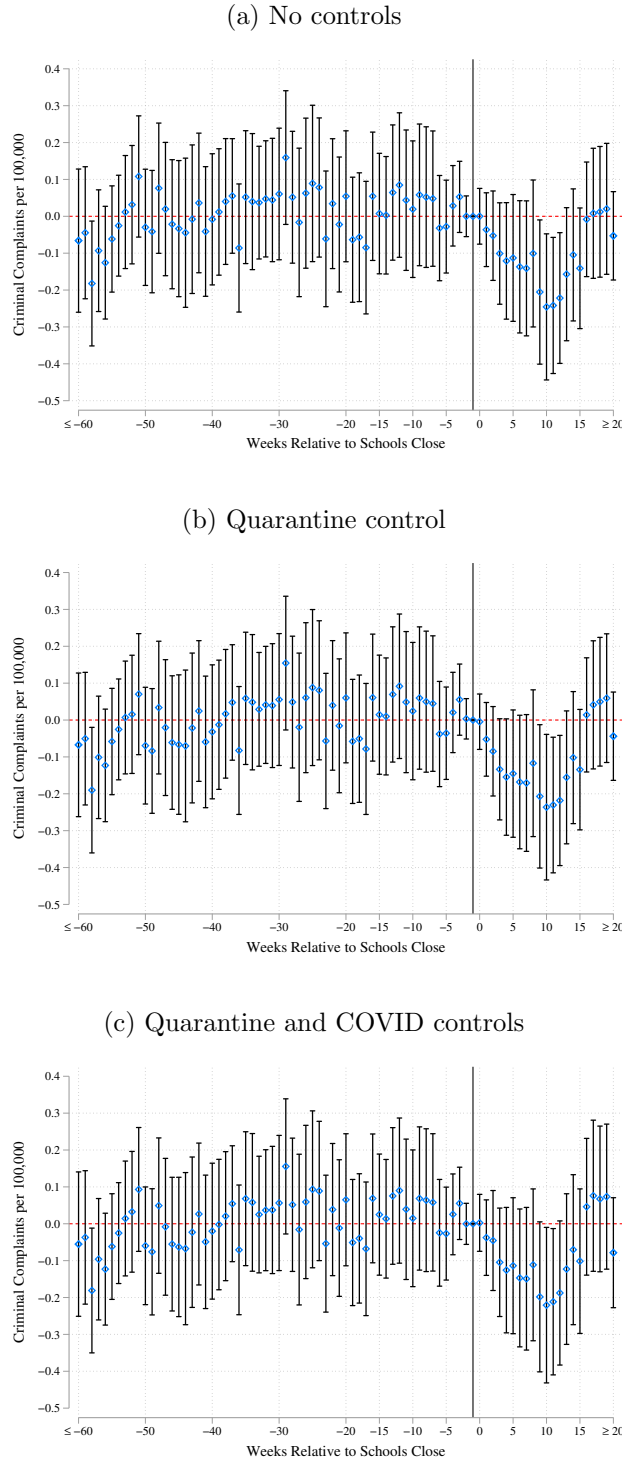 (a) No controls
Criminal Complaints per 100,000
0.4
0.3
0.2
0.1
0.0
−0.1
−0.2
−0.3
−0.4
−0.5
≤ −60 −50 −40 −30 −20 −15 −10 −5 0 5 10 15 ≥ 20
Weeks Relative to Schools Close
(b) Quarantine control
Criminal Complaints per 100,000
0.4
0.3
0.2
0.1
0.0
−0.1
−0.2
−0.3
−0.4
−0.5
≤ −60 −50 −40 −30 −20 −15 −10 −5 0 5 10 15 ≥ 20
Weeks Relative to Schools Close
(c) Quarantine and COVID controls
Criminal Complaints per 100,000
0.4
0.3
0.2
0.1
0.0
−0.1
−0.2
−0.3
−0.4
−0.5
≤ −60 −50 −40 −30 −20 −15 −10 −5 0 5 10 15 ≥ 20
Weeks Relative to Schools Close